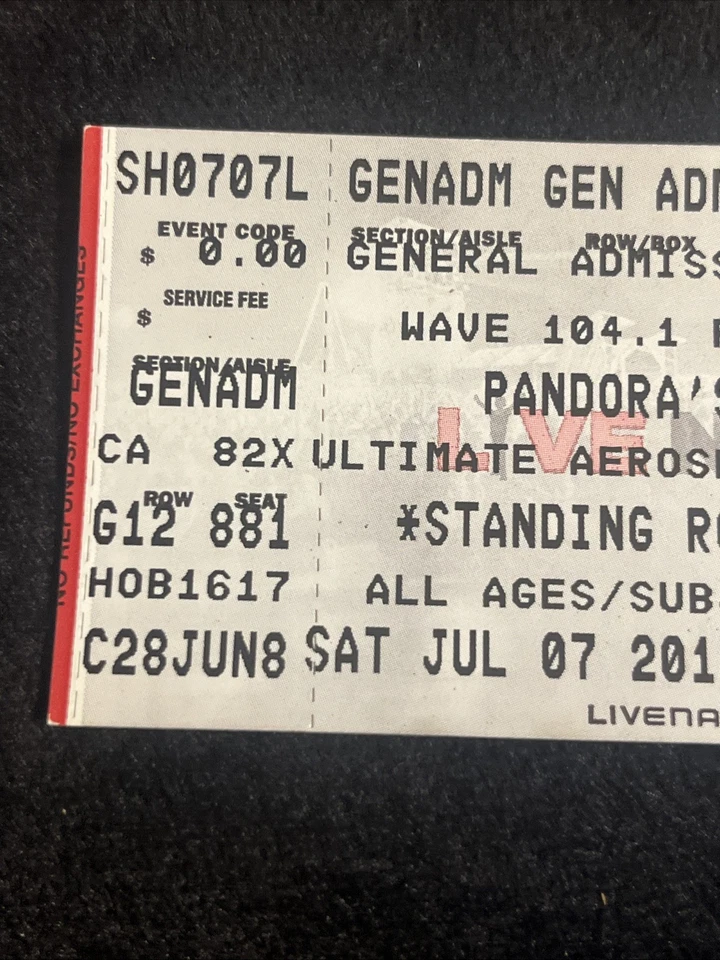 SH0707L GENADM GEN AD
EVENT CODE SECTION/AISLE ROW/BOX
$ 0.00 GENERAL ADMISS
SERVICE FEE
$ WAVE 104.1
SECTION/AISLE
GENADM PANDORA'S
LIVE N
CA 82X ULTIMATE AEROS
ROW SEAT
G12 881 *STANDING R
HOB1617 ALL AGES/SUB
C28JUN8 SAT JUL 07 201
LIVENA
NO REFUNDS/NO EXCHANGES